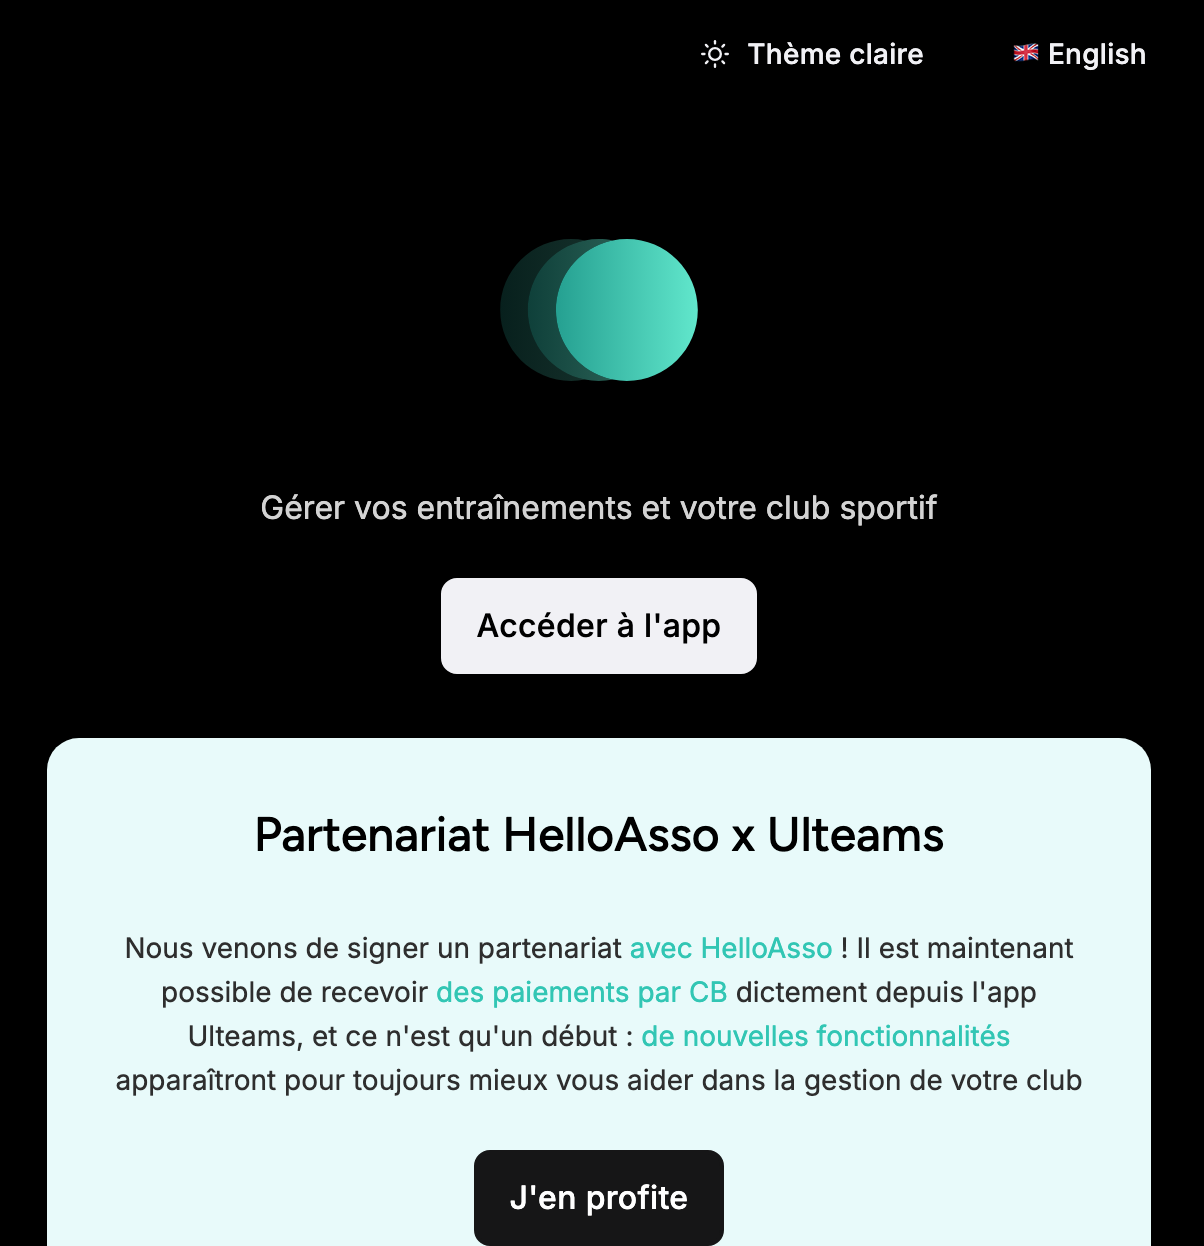 Thème claire
English
Gérer vos entraînements et votre club sportif
Accéder à l'app
Partenariat HelloAsso x Ulteams
Nous venons de signer un partenariat avec HelloAsso ! Il est maintenant
possible de recevoir des paiements par CB dictement depuis l'app
Ulteams, et ce n'est qu'un début : de nouvelles fonctionnalités
apparaîtront pour toujours mieux vous aider dans la gestion de votre club
J'en profite